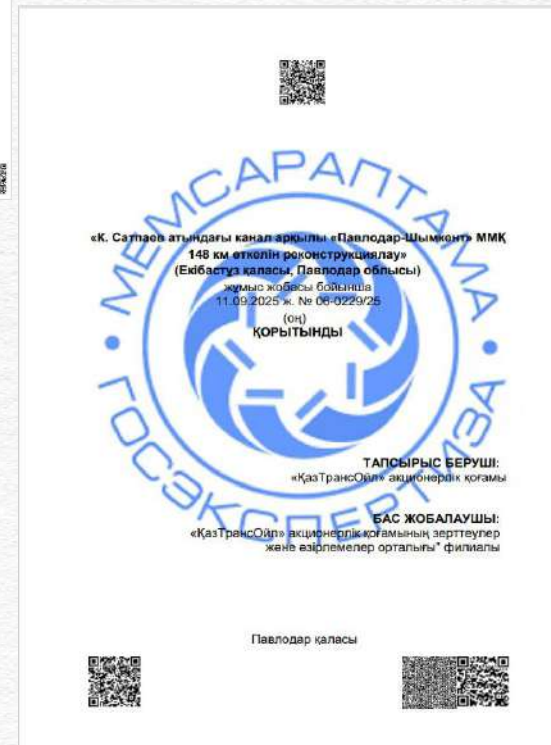 МЕМСАРАПТАМА
«К. Сатпаев атындағы канал арқылы «Павлодар-Шымкент» ММҚ
148 км өткелін реконструкциялау»
(Екібастұз қаласы, Павлодар облысы)
жұмыс жобасы бойынша
11.09.2025 ж. № 06-0229/25
(оң)
ҚОРЫТЫНДЫ
ГОСЭКСПЕРТИЗА
ТАПСЫРЫС БЕРУШІ:
«ҚазТрансОйл» акционерлік қоғамы
БАС ЖОБАЛАУШЫ:
«ҚазТрансОйл» акционерлік қоғамының зерттеулер
және әзірлемелер орталығы" филиалы
Павлодар қаласы